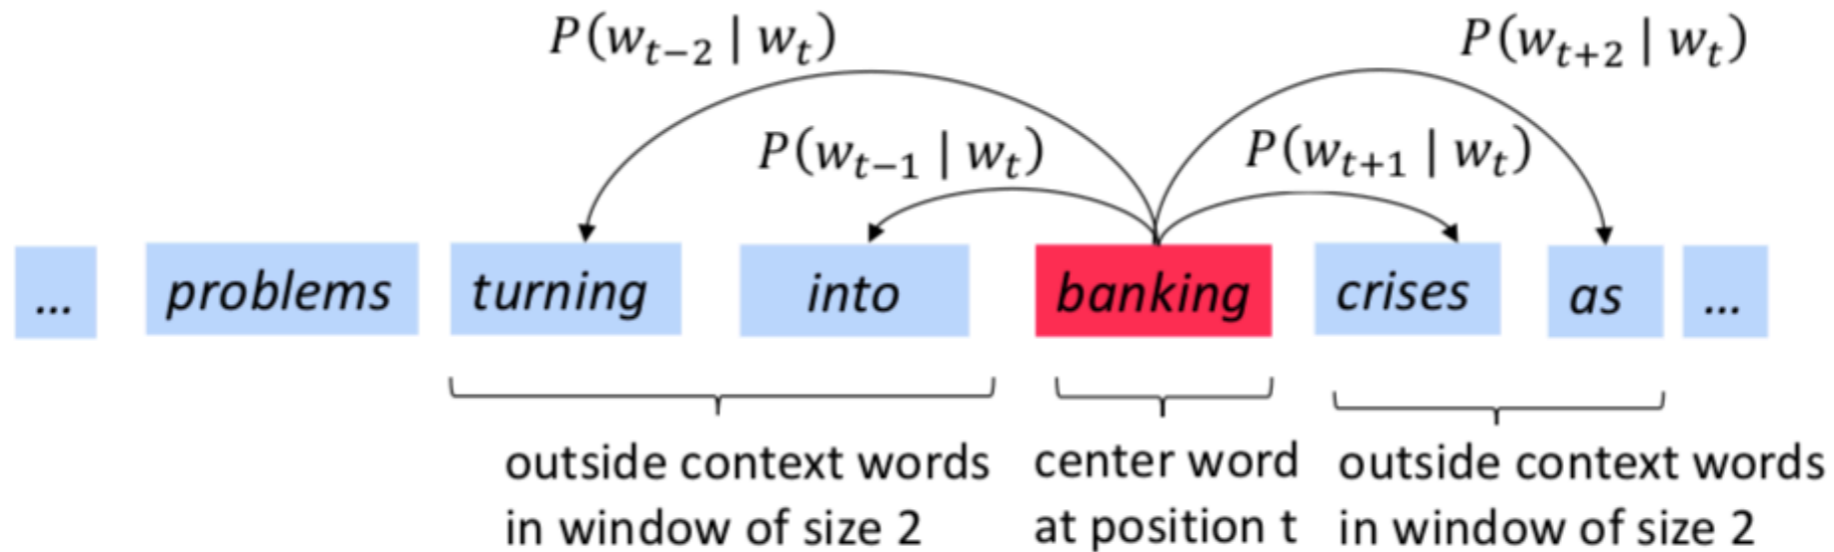 P(wₜ₋₂ | wₜ) P(wₜ₊₂ | wₜ)
P(wₜ₋₁ | wₜ) P(wₜ₊₁ | wₜ)
... problems turning into banking crises as ...
outside context words
in window of size 2
center word
at position t
outside context words
in window of size 2